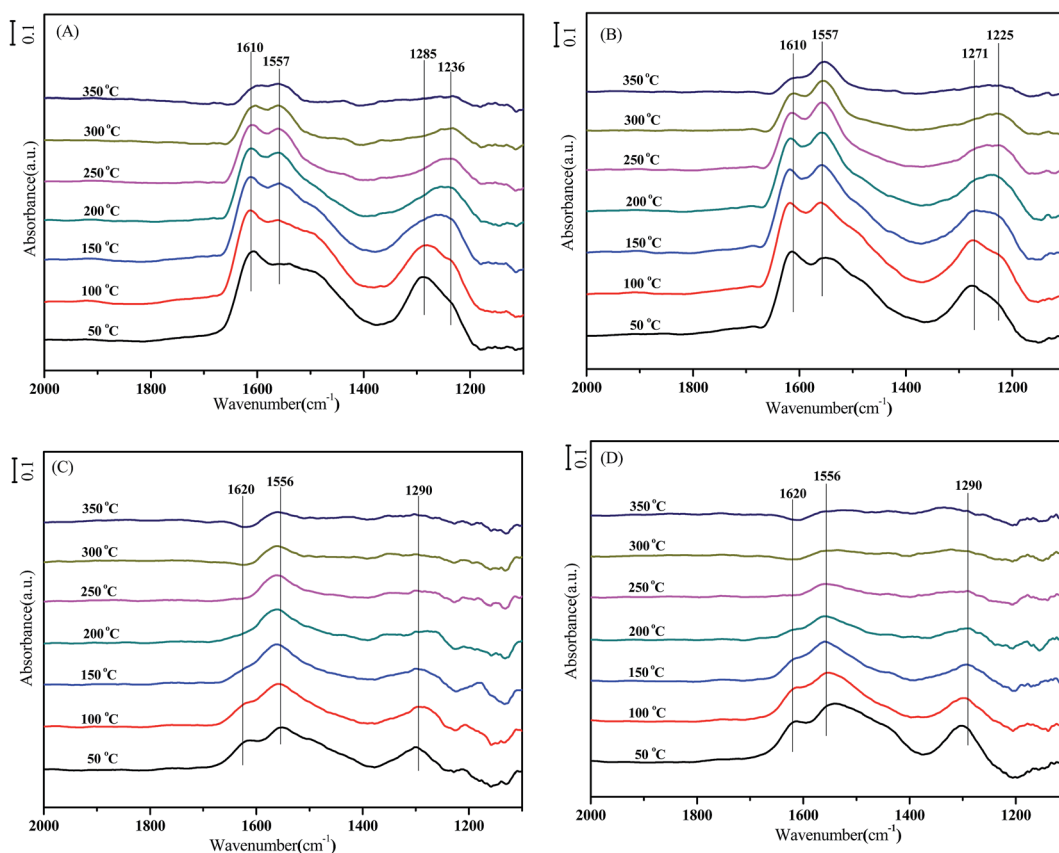 (A)
0.1
1610
1557
1285
1236
350 °C
300 °C
250 °C
200 °C
150 °C
100 °C
50 °C
Absorbance(a.u.)
2000
1800
1600
1400
1200
Wavenumber(cm-1)
(B)
0.1
1610
1557
1271
1225
350 °C
300 °C
250 °C
200 °C
150 °C
100 °C
50 °C
Absorbance(a.u.)
2000
1800
1600
1400
1200
Wavenumber(cm-1)
(C)
0.1
1620
1556
1290
350 °C
300 °C
250 °C
200 °C
150 °C
100 °C
50 °C
Absorbance(a.u.)
2000
1800
1600
1400
1200
Wavenumber(cm-1)
(D)
0.1
1620
1556
1290
350 °C
300 °C
250 °C
200 °C
150 °C
100 °C
50 °C
Absorbance(a.u.)
2000
1800
1600
1400
1200
Wavenumber(cm-1)